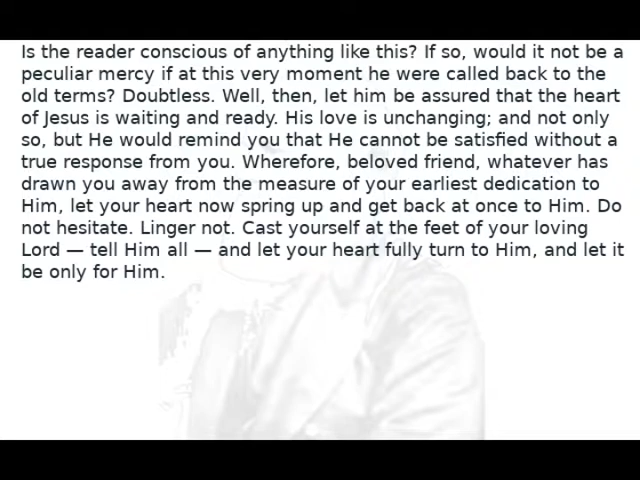 Is the reader conscious of anything like this? If so, would it not be a
peculiar mercy if at this very moment he were called back to the
old terms? Doubtless. Well, then, let him be assured that the heart
of Jesus is waiting and ready. His love is unchanging; and not only
so, but He would remind you that He cannot be satisfied without a
true response from you. Wherefore, beloved friend, whatever has
drawn you away from the measure of your earliest dedication to
Him, let your heart now spring up and get back at once to Him. Do
not hesitate. Linger not. Cast yourself at the feet of your loving
Lord — tell Him all — and let your heart fully turn to Him, and let it
be only for Him.